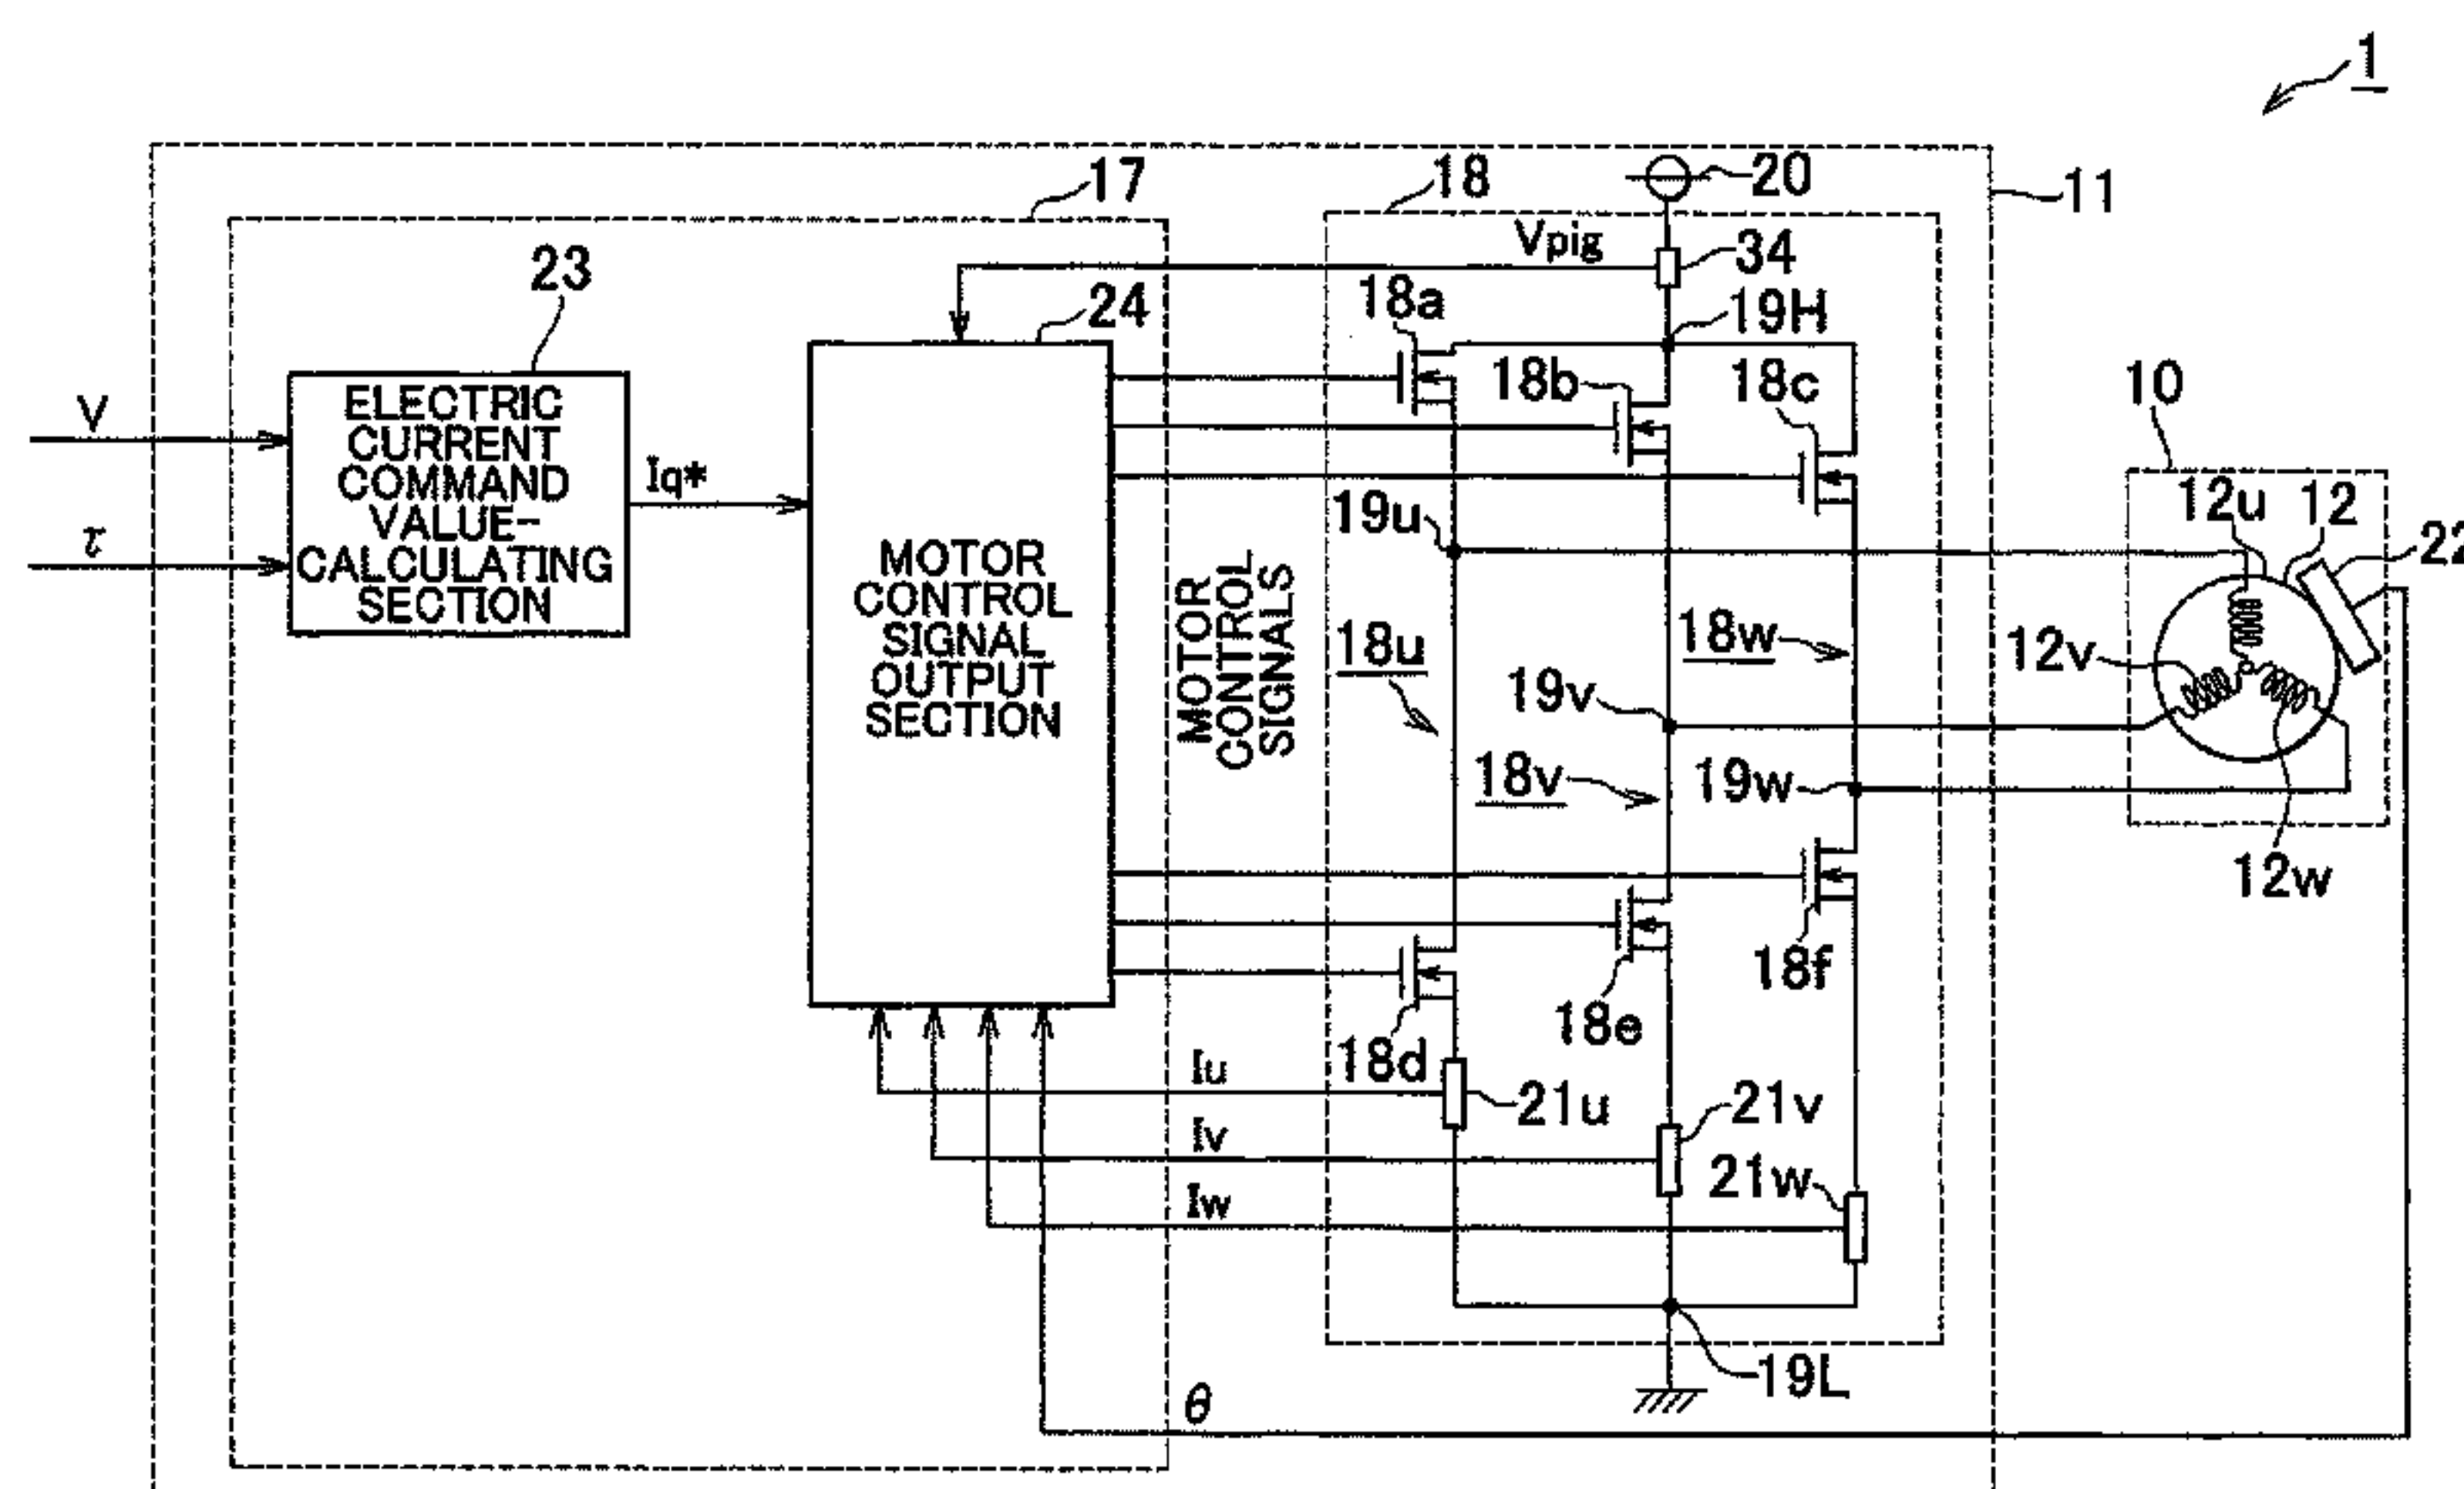 1
11
17
18
20
Vpig
34
23
24
18a
19H
18b
18c
10
V
ELECTRIC
CURRENT
COMMAND
VALUE-
CALCULATING
SECTION
Iq*
τ
19u
12u
12
22
MOTOR
CONTROL
SIGNAL
OUTPUT
SECTION
MOTOR
CONTROL
SIGNALS
18u
18w
12v
19v
18v
19w
12w
18f
18e
18d
Iu
21u
21v
Iv
21w
Iw
19L
θ